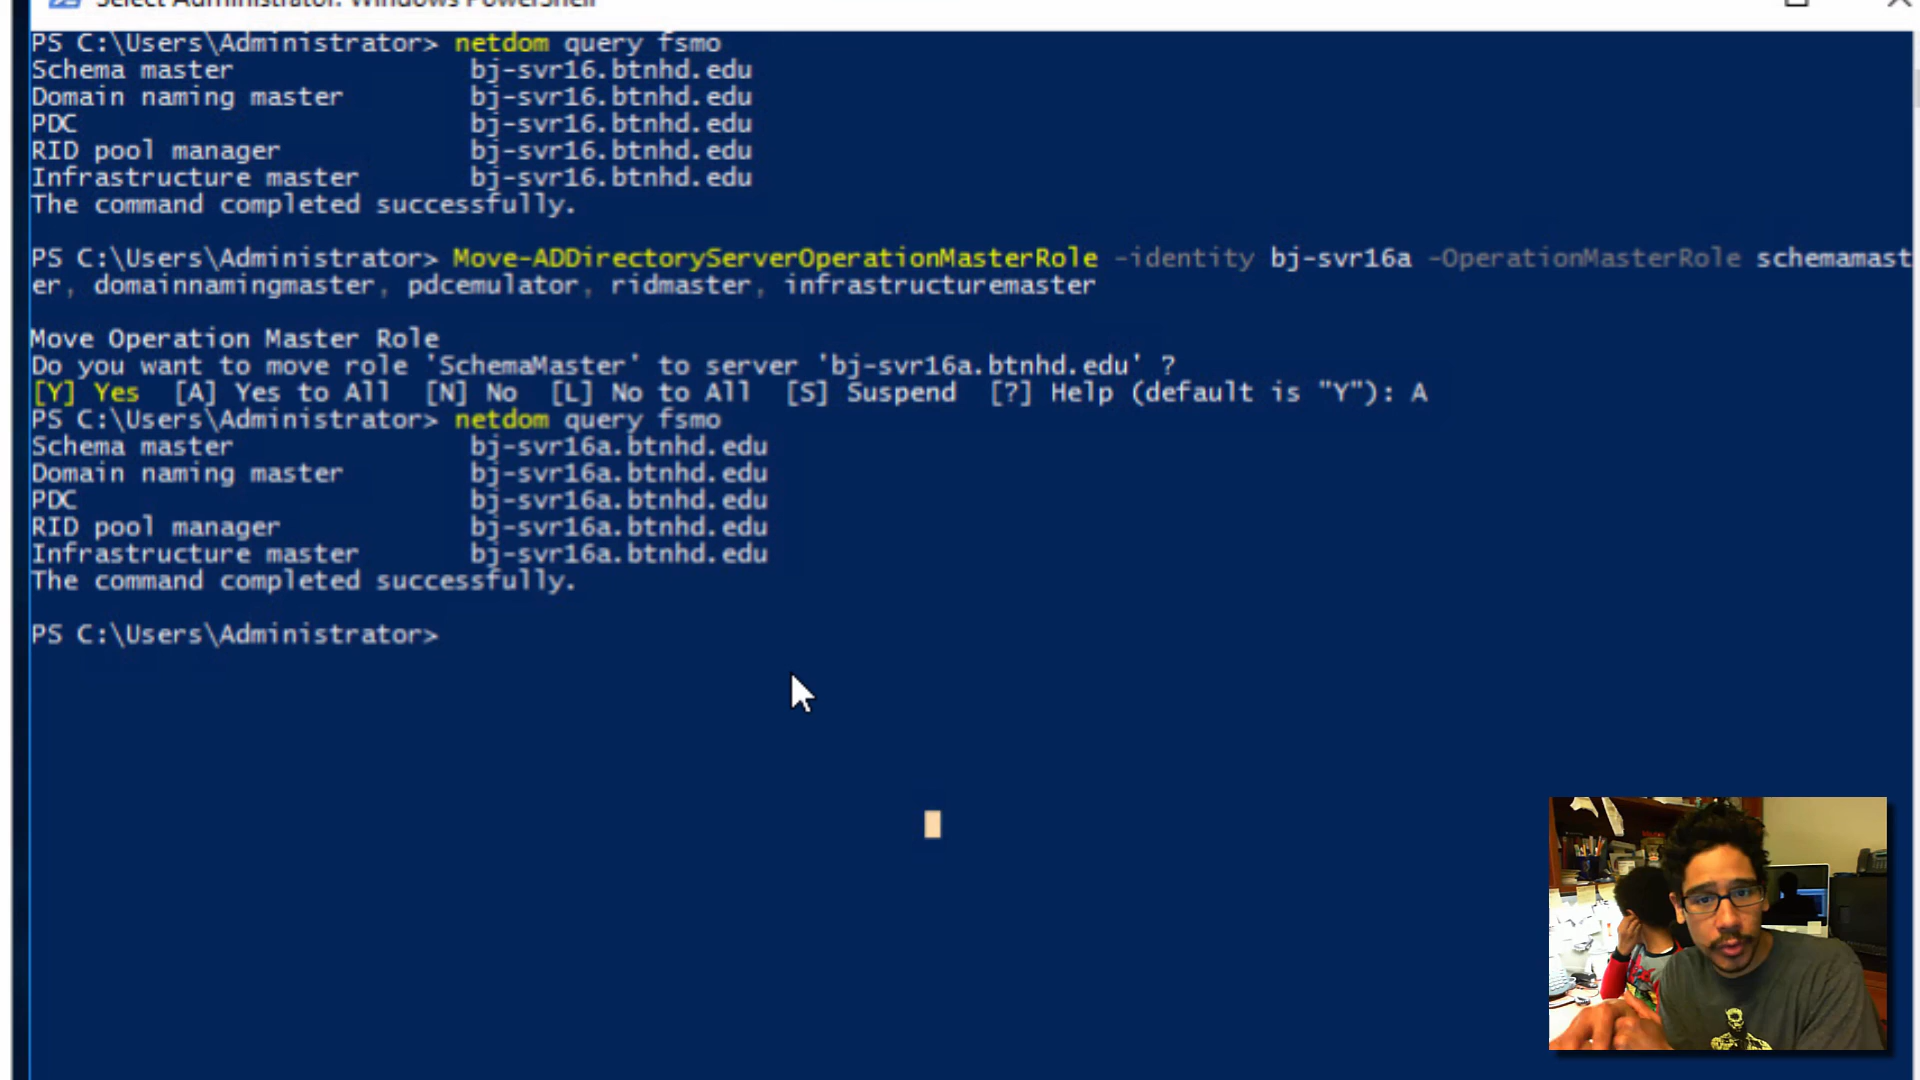 Select Administrator: Windows PowerShell
PS C:\Users\Administrator> netdom query fsmo
Schema master bj-svr16.btnhd.edu
Domain naming master bj-svr16.btnhd.edu
PDC bj-svr16.btnhd.edu
RID pool manager bj-svr16.btnhd.edu
Infrastructure master bj-svr16.btnhd.edu
The command completed successfully.
PS C:\Users\Administrator> Move-ADDirectoryServerOperationMasterRole -identity bj-svr16a -OperationMasterRole schemamast
er, domainnamingmaster, pdcemulator, ridmaster, infrastructuremaster
Move Operation Master Role
Do you want to move role 'SchemaMaster' to server 'bj-svr16a.btnhd.edu' ?
[Y] Yes [A] Yes to All [N] No [L] No to All [S] Suspend [?] Help (default is "Y"): A
PS C:\Users\Administrator> netdom query fsmo
Schema master bj-svr16a.btnhd.edu
Domain naming master bj-svr16a.btnhd.edu
PDC bj-svr16a.btnhd.edu
RID pool manager bj-svr16a.btnhd.edu
Infrastructure master bj-svr16a.btnhd.edu
The command completed successfully.
PS C:\Users\Administrator>